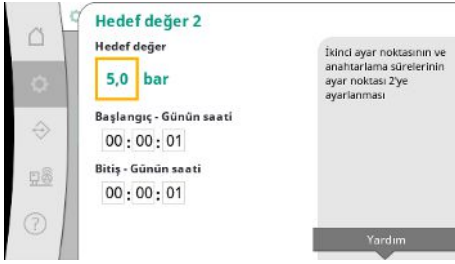 Hedef değer 2
Hedef değer
5,0 bar
Başlangıç - Günün saati
00 : 00 : 01
Bitiş - Günün saati
00 : 00 : 01
İkinci ayar noktasının ve
anahtarlama sürelerinin
ayar noktası 2'ye
ayarlanması
Yardım